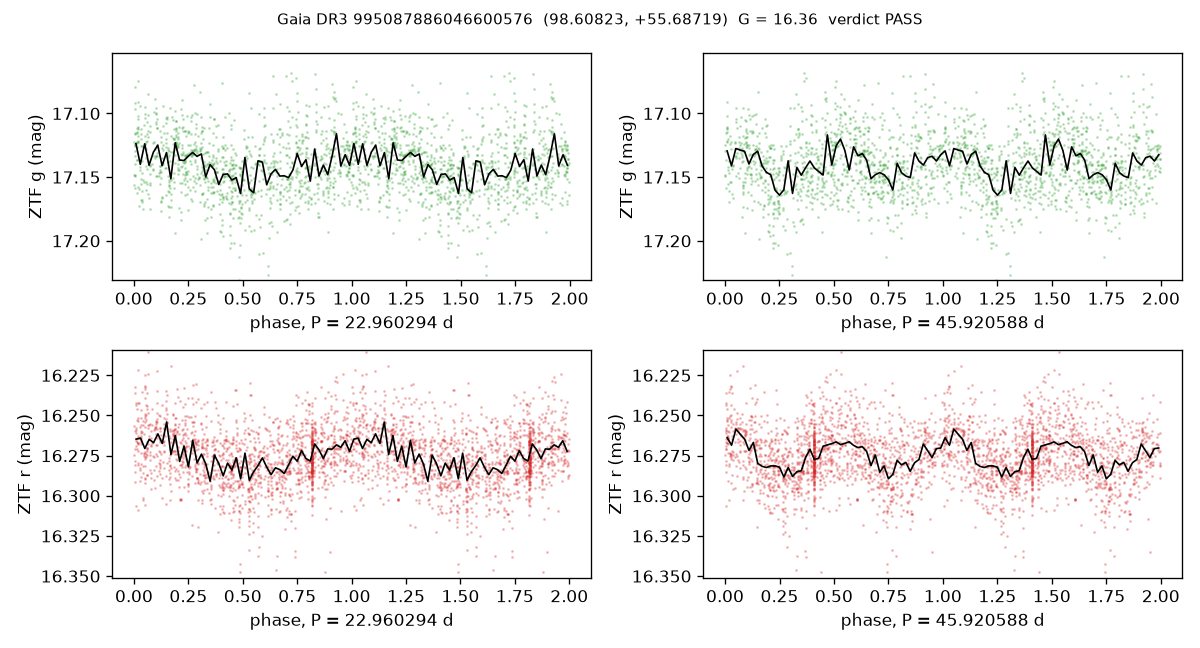 Gaia DR3 995087886046600576 (98.60823, +55.68719) G = 16.36 verdict PASS
ZTF g (mag)
17.10
17.15
17.20
0.00 0.25 0.50 0.75 1.00 1.25 1.50 1.75 2.00
phase, P = 22.960294 d
ZTF g (mag)
17.10
17.15
17.20
0.00 0.25 0.50 0.75 1.00 1.25 1.50 1.75 2.00
phase, P = 45.920588 d
ZTF r (mag)
16.225
16.250
16.275
16.300
16.325
16.350
0.00 0.25 0.50 0.75 1.00 1.25 1.50 1.75 2.00
phase, P = 22.960294 d
ZTF r (mag)
16.225
16.250
16.275
16.300
16.325
16.350
0.00 0.25 0.50 0.75 1.00 1.25 1.50 1.75 2.00
phase, P = 45.920588 d